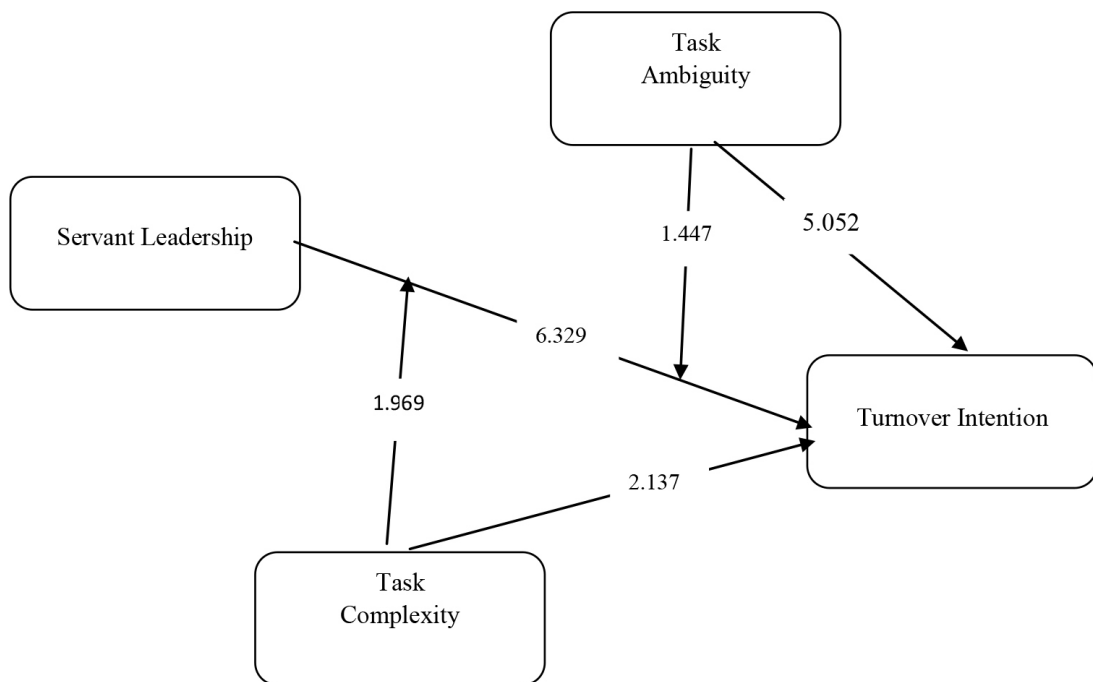 Task
Ambiguity
Servant Leadership
1.447
5.052
6.329
1.969
Turnover Intention
2.137
Task
Complexity